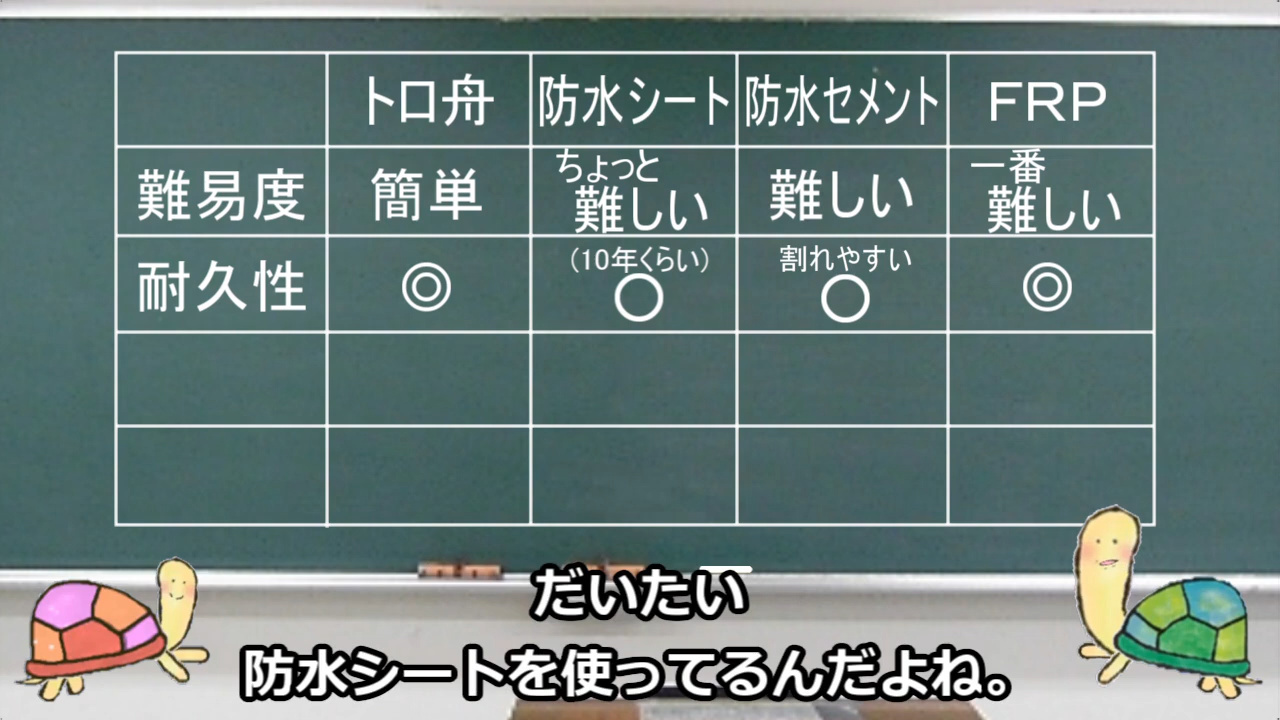 トロ舟 防水シート 防水セメント FRP
難易度 簡単 ちょっと難しい 難しい 一番難しい
耐久性 ◎ (10年くらい)○ 割れやすい○ ◎
だいたい
防水シートを使ってるんだよね。